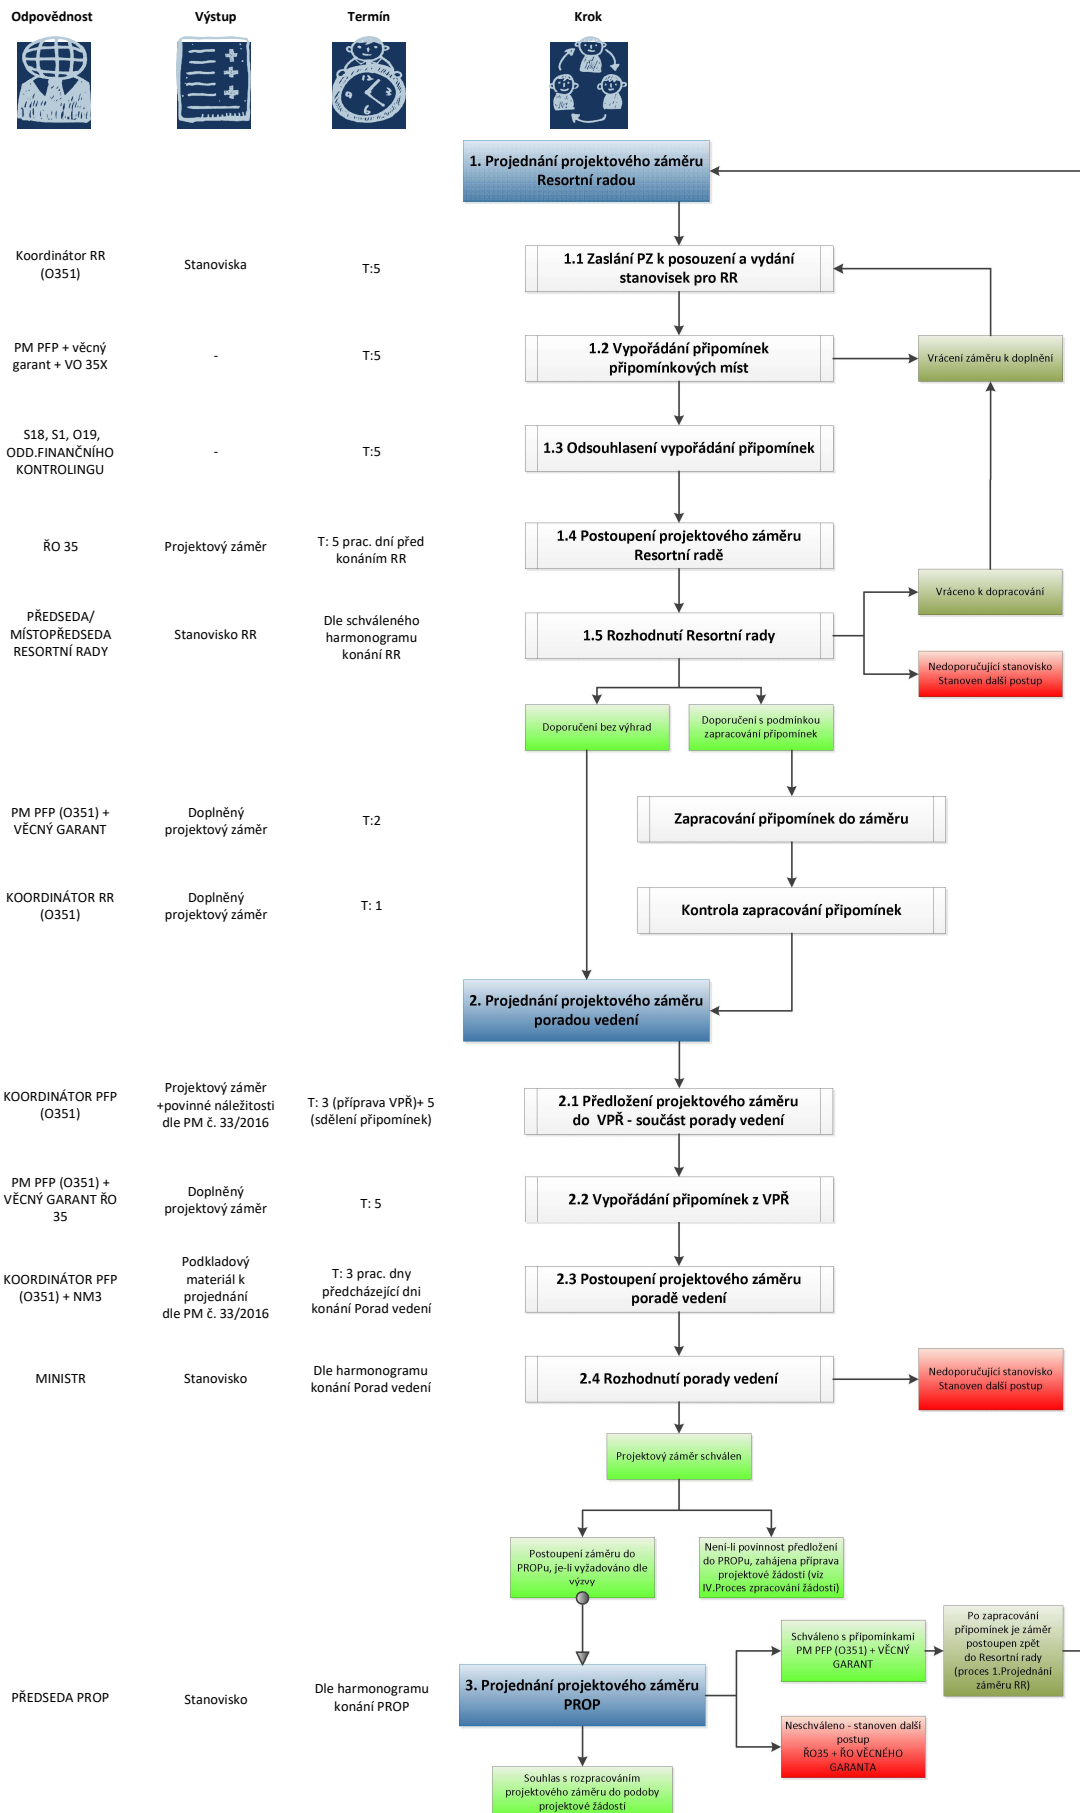 Odpovědnost
Výstup
Termín
Krok
1. Projednání projektového záměru
Resortní radou
Koordinátor RR
(O351)
Stanoviska
T:5
1.1 Zaslání PZ k posouzení a vydání
stanovisek pro RR
PM PFP + věcný
garant + VO 35X
-
T:5
1.2 Vypořádání připomínek
připomínkových míst
Vrácení záměru k doplnění
S18, S1, O19,
ODD.FINANČNÍHO
KONTROLINGU
-
T:5
1.3 Odsouhlasení vypořádání připomínek
ŘO 35
Projektový záměr
T: 5 prac. dní před
konáním RR
1.4 Postoupení projektového záměru
Resortní radě
Vráceno k dopracování
PŘEDSEDA/
MÍSTOPŘEDSEDA
RESORTNÍ RADY
Stanovisko RR
Dle schváleného
harmonogramu
konání RR
1.5 Rozhodnutí Resortní rady
Nedoporučující stanovisko
Stanoven další postup
Doporučení bez výhrad
Doporučení s podmínkou
zapracování připomínek
PM PFP (O351) +
VĚCNÝ GARANT
Doplněný
projektový záměr
T:2
Zapracování připomínek do záměru
KOORDINÁTOR RR
(O351)
Doplněný
projektový záměr
T: 1
Kontrola zapracování připomínek
2. Projednání projektového záměru
poradou vedení
KOORDINÁTOR PFP
(O351)
Projektový záměr
+povinné náležitosti
dle PM č. 33/2016
T: 3 (příprava VPŘ)+ 5
(sdělení připomínek)
2.1 Předložení projektového záměru
do VPŘ - součást porady vedení
PM PFP (O351) +
VĚCNÝ GARANT ŘO
35
Doplněný
projektový záměr
T: 5
2.2 Vypořádání připomínek z VPŘ
KOORDINÁTOR PFP
(O351) + NM3
Podkladový
materiál k
projednání
dle PM č. 33/2016
T: 3 prac. dny
předcházející dni
konání Porad vedení
2.3 Postoupení projektového záměru
poradě vedení
MINISTR
Stanovisko
Dle harmonogramu
konání Porad vedení
2.4 Rozhodnutí porady vedení
Nedoporučující stanovisko
Stanoven další postup
Projektový záměr schválen
Postoupení záměru do
PROPu, je-li vyžadováno dle
výzvy
Není-li povinnost předložení
do PROPu, zahájena příprava
projektové žádosti (viz
IV.Proces zpracování žádostí)
Schváleno s připomínkami
PM PFP (O351) + VĚCNÝ
GARANT
Po zapracování
připomínek je záměr
postoupen zpět
do Resortní rady
(proces 1.Projednání
záměru RR)
PŘEDSEDA PROP
Stanovisko
Dle harmonogramu
konání PROP
3. Projednání projektového záměru
PROP
Neschváleno - stanoven další
postup
ŘO35 + ŘO VĚCNÉHO
GARANTA
Souhlas s rozpracováním
projektového záměru do podoby
projektové žádosti